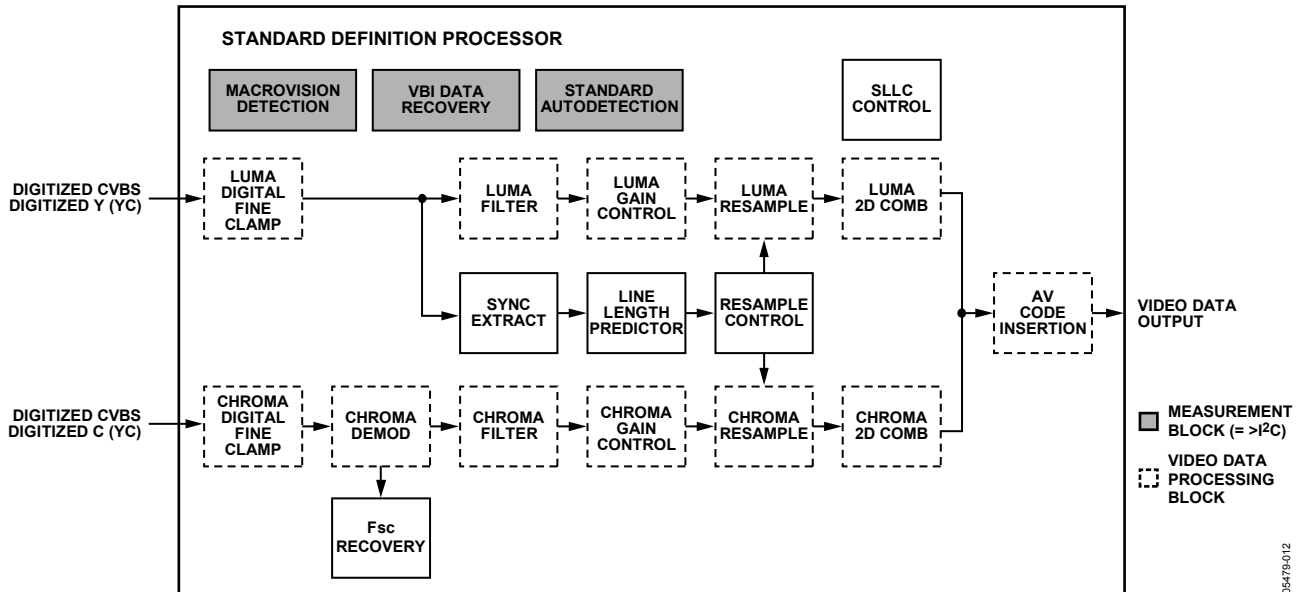 STANDARD DEFINITION PROCESSOR
MACROVISION
DETECTION
VBI DATA
RECOVERY
STANDARD
AUTODETECTION
SLLC
CONTROL
DIGITIZED CVBS
DIGITIZED Y (YC)
LUMA
DIGITAL
FINE
CLAMP
LUMA
FILTER
LUMA
GAIN
CONTROL
LUMA
RESAMPLE
LUMA
2D COMB
SYNC
EXTRACT
LINE
LENGTH
PREDICTOR
RESAMPLE
CONTROL
AV
CODE
INSERTION
VIDEO DATA
OUTPUT
DIGITIZED CVBS
DIGITIZED C (YC)
CHROMA
DIGITAL
FINE
CLAMP
CHROMA
DEMOD
CHROMA
FILTER
CHROMA
GAIN
CONTROL
CHROMA
RESAMPLE
CHROMA
2D COMB
Fsc
RECOVERY
MEASUREMENT
BLOCK (= >I²C)
VIDEO DATA
PROCESSING
BLOCK
05479-012